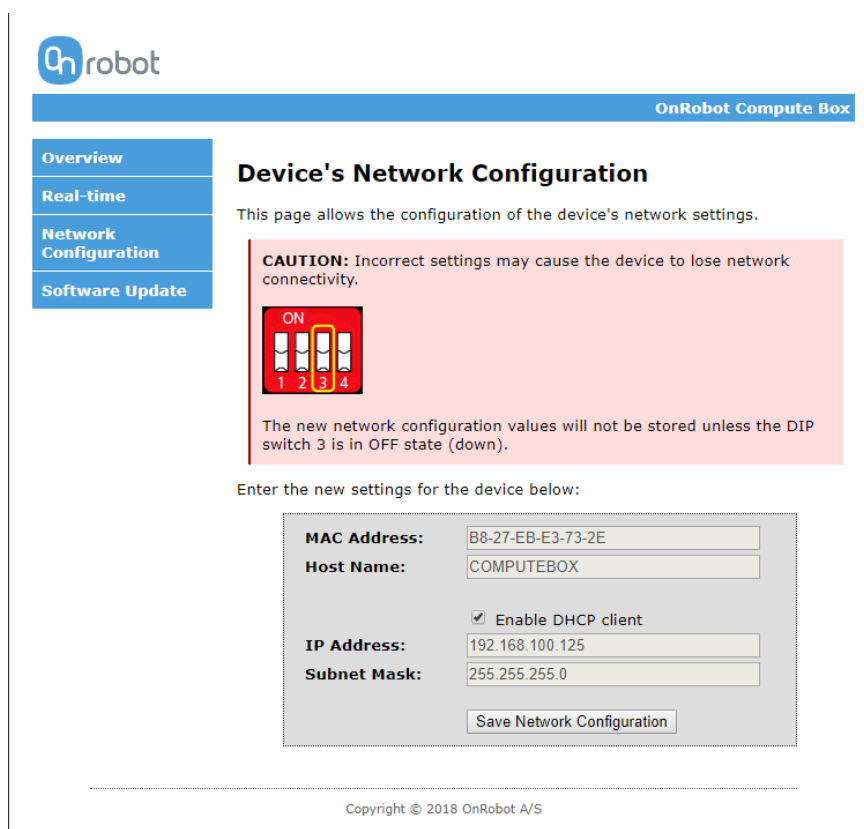 On robot
OnRobot Compute Box
Overview
Real-time
Network
Configuration
Software Update
Device's Network Configuration
This page allows the configuration of the device's network settings.
CAUTION: Incorrect settings may cause the device to lose network
connectivity.
ON
1 2 3 4
The new network configuration values will not be stored unless the DIP
switch 3 is in OFF state (down).
Enter the new settings for the device below:
MAC Address: B8-27-EB-E3-73-2E
Host Name: COMPUTEBOX
Enable DHCP client
IP Address: 192.168.100.125
Subnet Mask: 255.255.255.0
Save Network Configuration
Copyright © 2018 OnRobot A/S